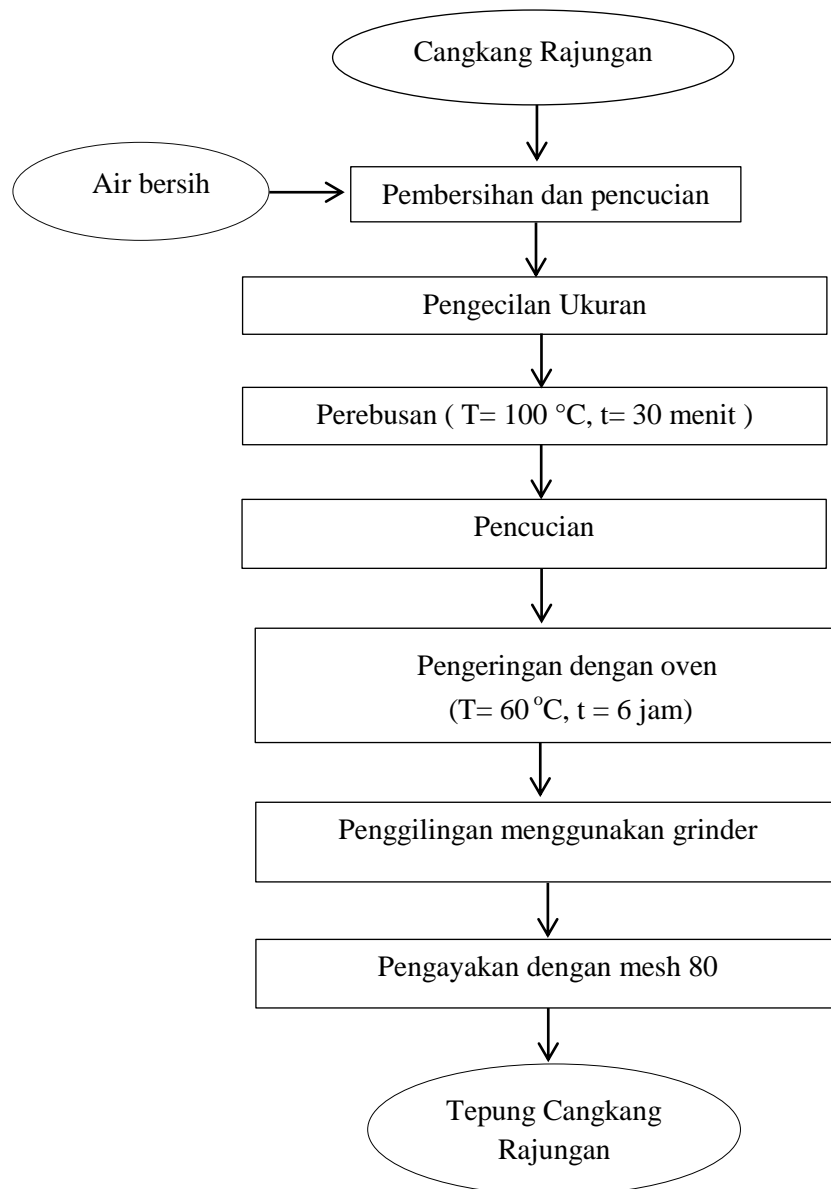 Cangkang Rajungan
Air bersih
Pembersihan dan pencucian
Pengecilan Ukuran
Perebusan ( T= 100 °C, t= 30 menit )
Pencucian
Pengeringan dengan oven
(T= 60 °C, t = 6 jam)
Penggilingan menggunakan grinder
Pengayakan dengan mesh 80
Tepung Cangkang
Rajungan